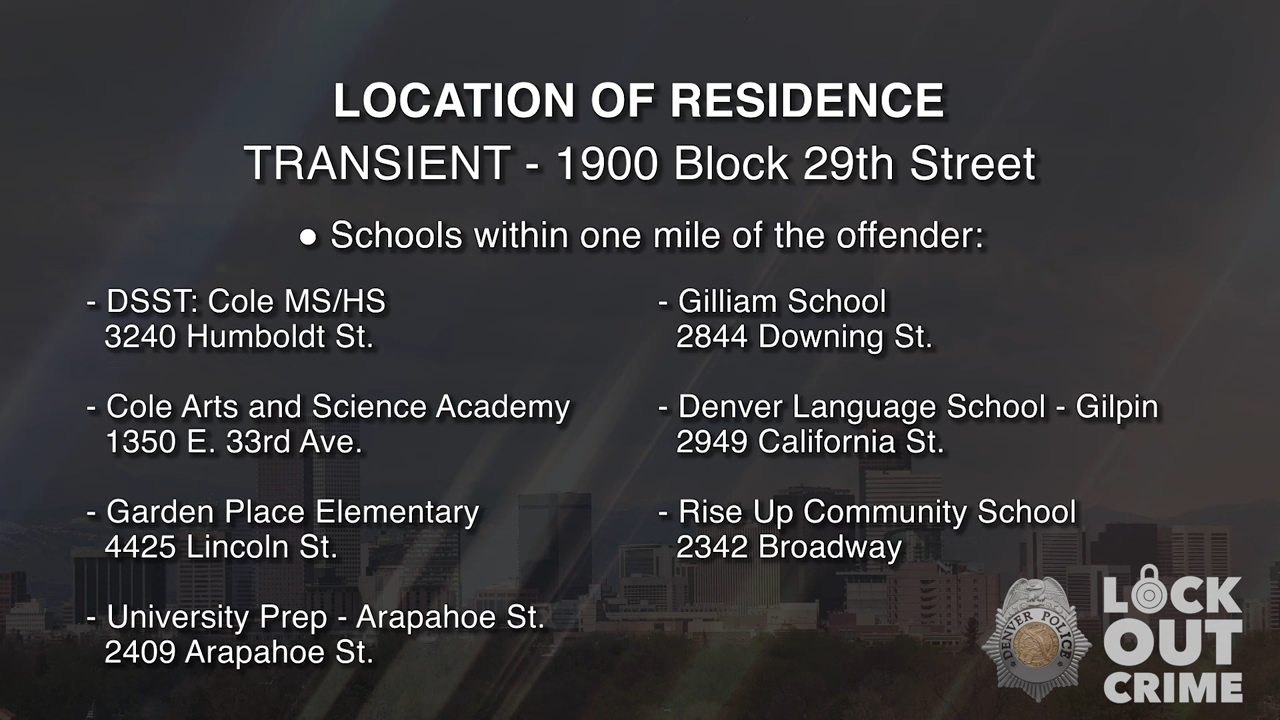 LOCATION OF RESIDENCE
TRANSIENT - 1900 Block 29th Street
● Schools within one mile of the offender:
- DSST: Cole MS/HS
3240 Humboldt St.
- Cole Arts and Science Academy
1350 E. 33rd Ave.
- Garden Place Elementary
4425 Lincoln St.
- University Prep - Arapahoe St.
2409 Arapahoe St.
- Gilliam School
2844 Downing St.
- Denver Language School - Gilpin
2949 California St.
- Rise Up Community School
2342 Broadway
DENVER POLICE
LOCK
OUT
CRIME